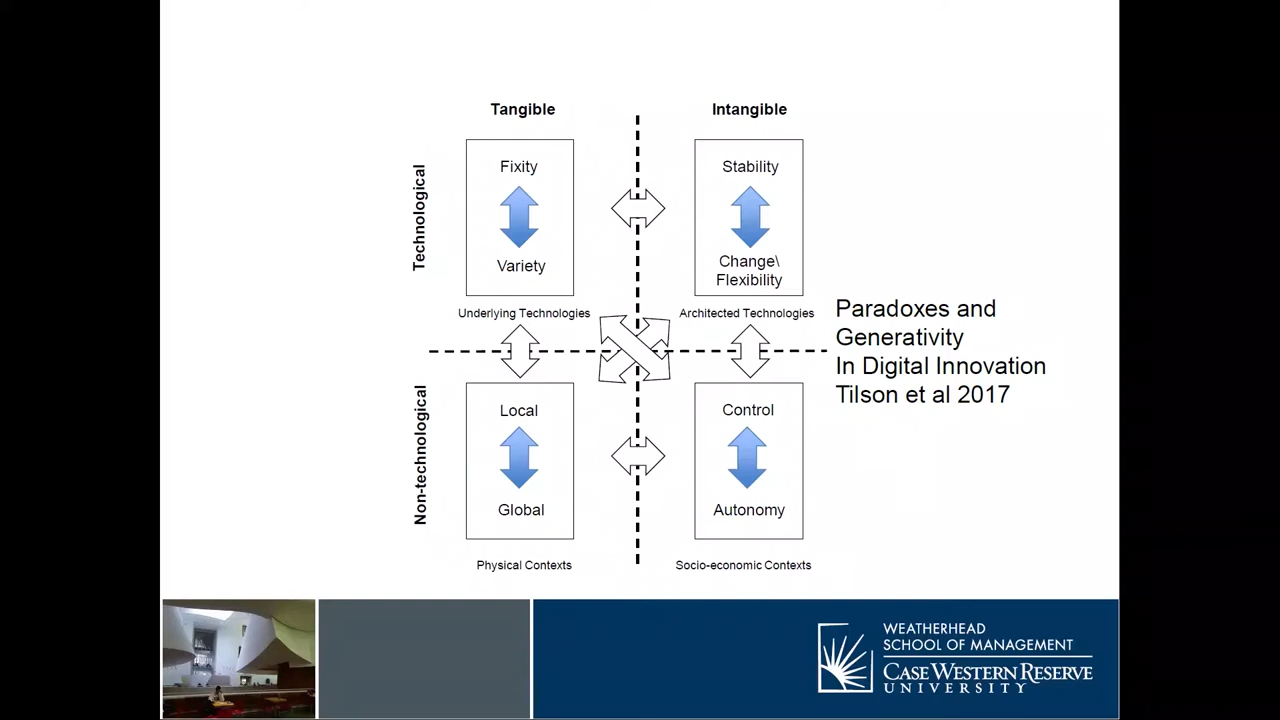 Tangible
Intangible
Technological
Fixity
Variety
Stability
Change\
Flexibility
Underlying Technologies
Architected Technologies
Paradoxes and
Generativity
In Digital Innovation
Tilson et al 2017
Non-technological
Local
Global
Control
Autonomy
Physical Contexts
Socio-economic Contexts
WEATHERHEAD
SCHOOL OF MANAGEMENT
CASE WESTERN RESERVE
UNIVERSITY